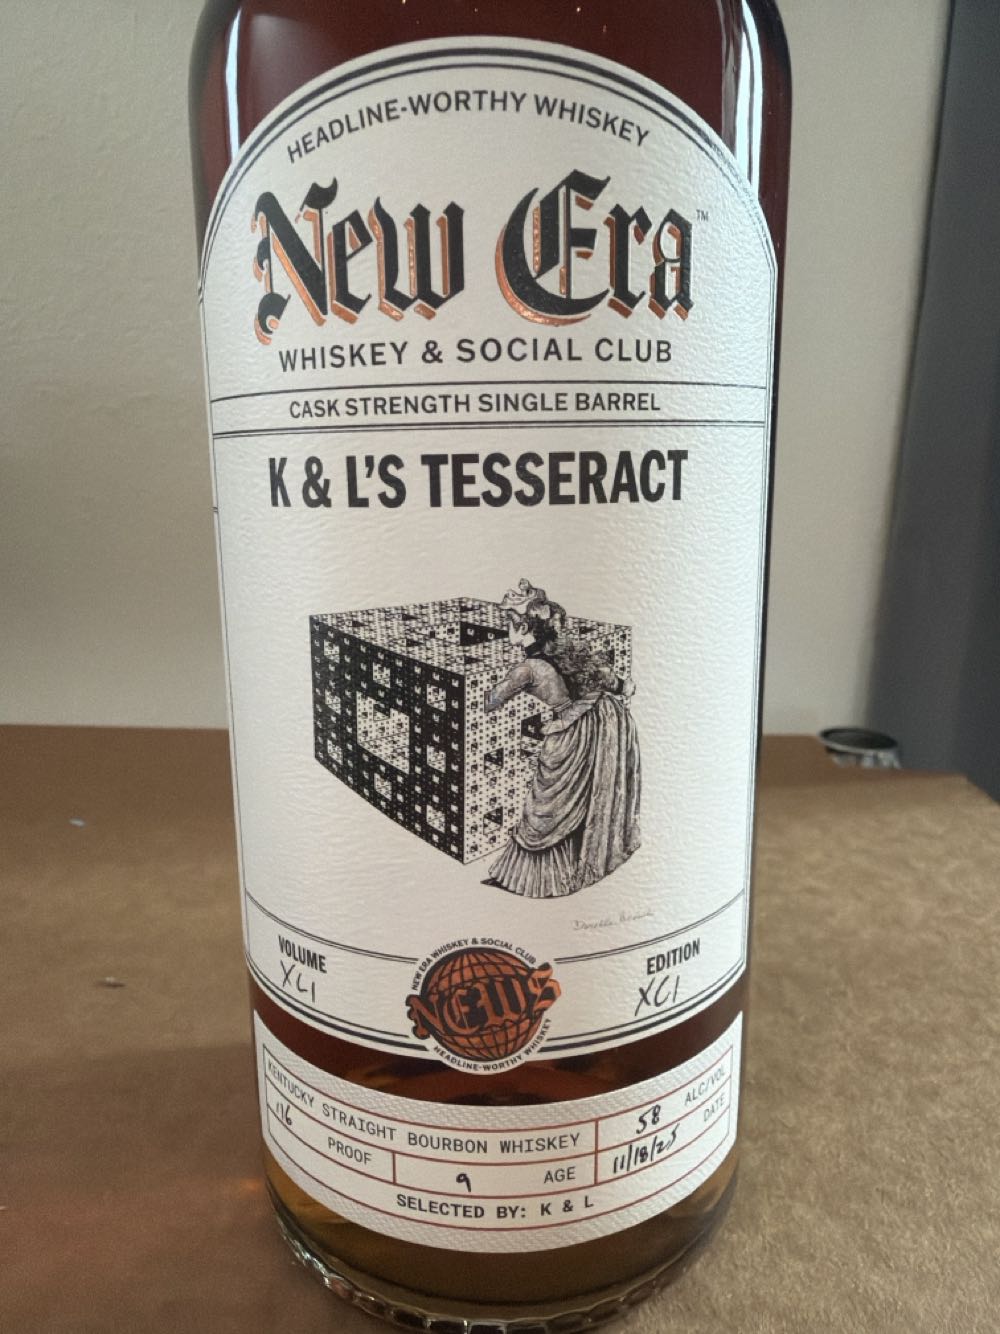 HEADLINE-WORTHY WHISKEY
New Era™
WHISKEY & SOCIAL CLUB
CASK STRENGTH SINGLE BARREL
K & L'S TESSERACT
VOLUME
XLI
EDITION
XCI
NEW ERA WHISKEY & SOCIAL CLUB
NEWS
HEADLINE-WORTHY WHISKEY
KENTUCKY STRAIGHT BOURBON WHISKEY
58 ALC/VOL
116 PROOF
9 AGE
11/18/25 DATE
SELECTED BY: K & L